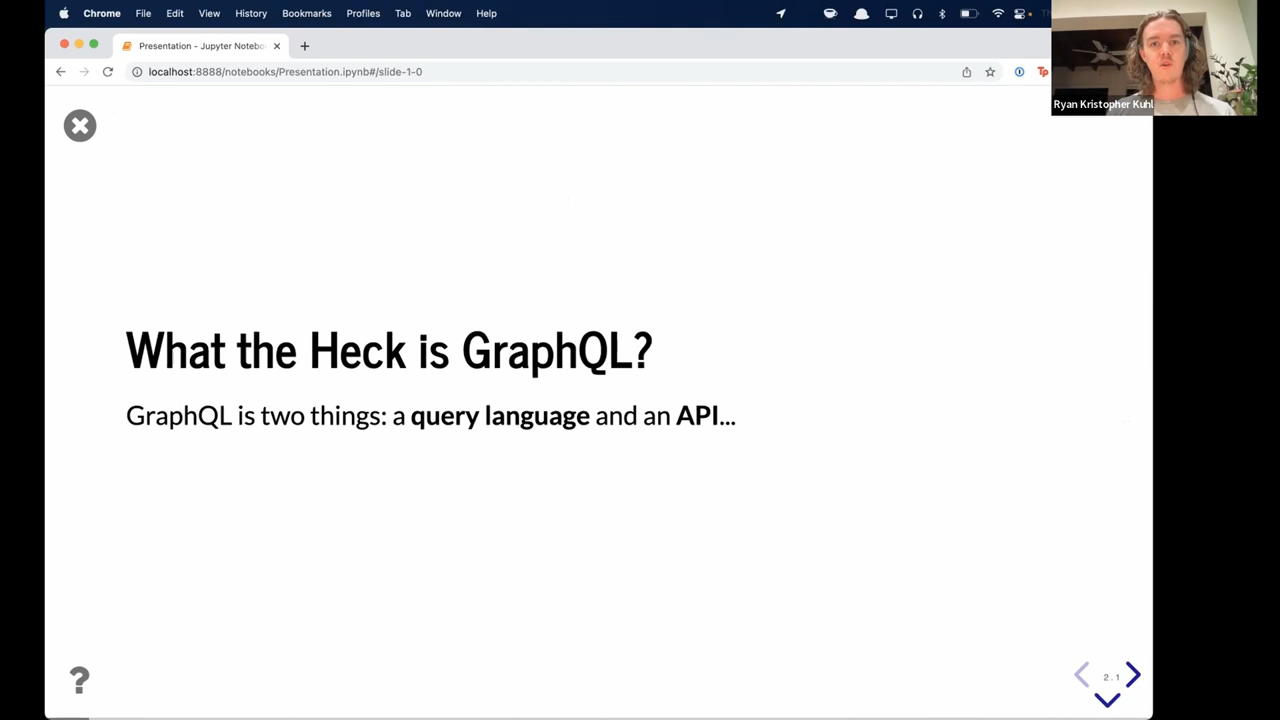 Chrome File Edit View History Bookmarks Profiles Tab Window Help
Presentation - Jupyter Notebo
localhost:8888/notebooks/Presentation.ipynb#/slide-1-0
Tp
Ryan Kristopher Kuhl
What the Heck is GraphQL?
GraphQL is two things: a query language and an API...
?
2.1